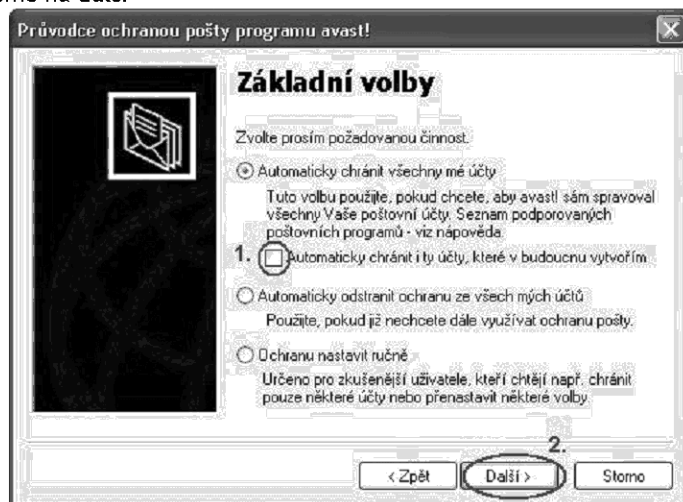 Průvodce ochranou pošty programu avast!
Základní volby
Zvolte prosím požadovanou činnost.
Automaticky chránit všechny mé účty
Tuto volbu použijte, pokud chcete, aby avast! sám spravoval
všechny Vaše poštovní účty. Seznam podporovaných
poštovních programů - viz nápověda.
1. Automaticky chránit i ty účty, které v budoucnu vytvořím
Automaticky odstranit ochranu ze všech mých účtů
Použijte, pokud již nechcete dále využívat ochranu pošty.
Ochranu nastavit ručně
Určeno pro zkušenější uživatele, kteří chtějí např. chránit
pouze některé účty nebo přenastavit některé volby.
2.
< Zpět Další > Storno